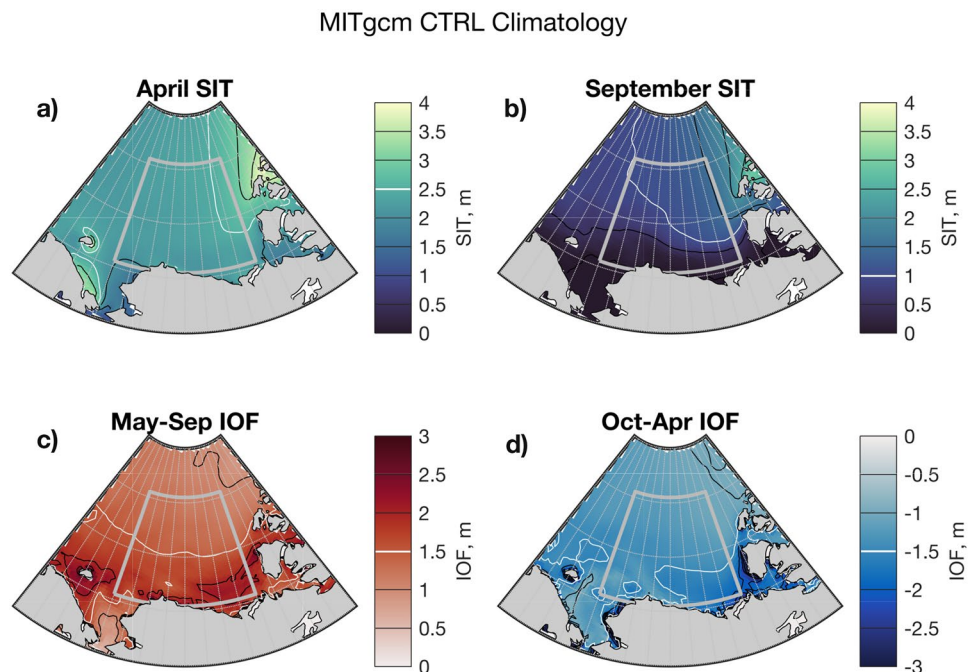 MITgcm CTRL Climatology
a)
April SIT
4
3.5
3
2.5
2
1.5
1
0.5
0
SIT, m
b)
September SIT
4
3.5
3
2.5
2
1.5
1
0.5
0
SIT, m
c)
May-Sep IOF
3
2.5
2
1.5
1
0.5
0
IOF, m
d)
Oct-Apr IOF
0
-0.5
-1
-1.5
-2
-2.5
-3
IOF, m